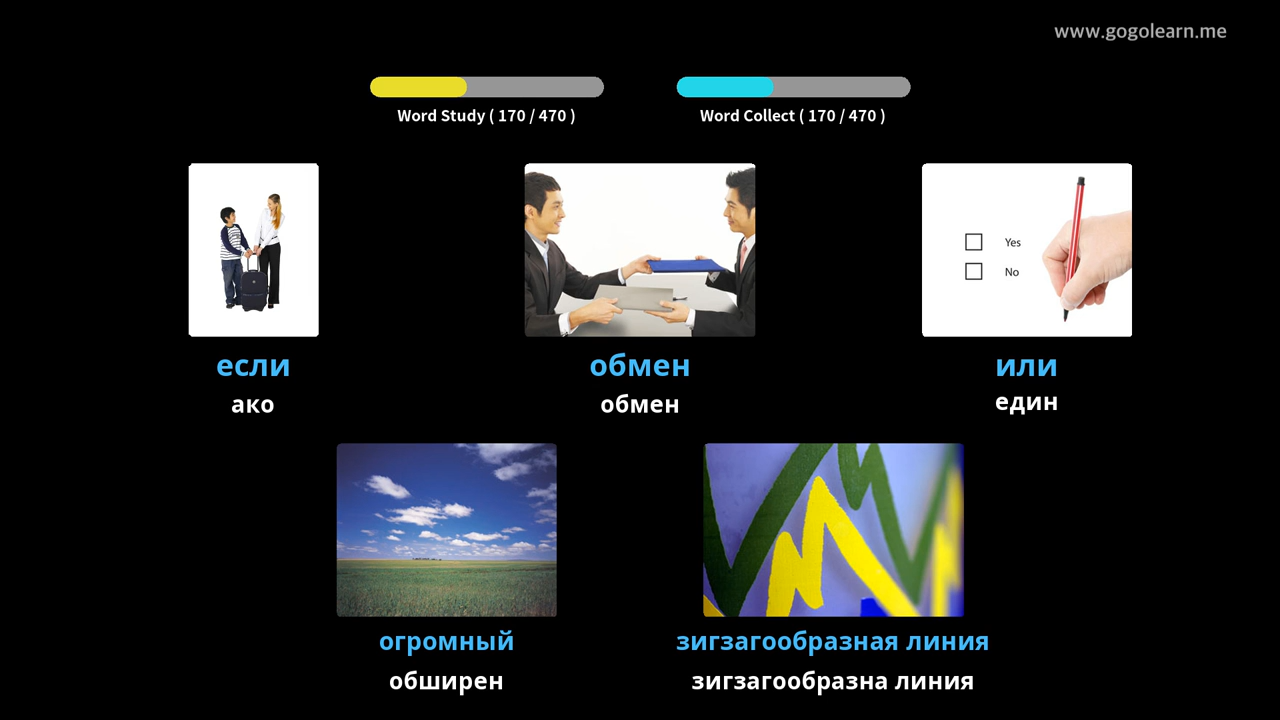 www.gogolearn.me
Word Study ( 170 / 470 )
Word Collect ( 170 / 470 )
Yes
No
если
ако
обмен
обмен
или
един
огромный
обширен
зигзагообразная линия
зигзагообразна линия